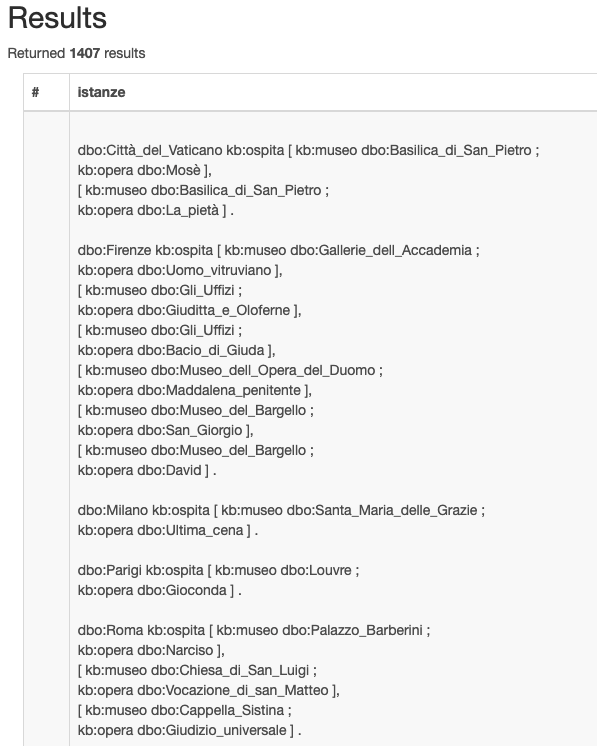 Results
Returned 1407 results
# istanze
dbo:Città_del_Vaticano kb:ospita [ kb:museo dbo:Basilica_di_San_Pietro ;
kb:opera dbo:Mosè ],
[ kb:museo dbo:Basilica_di_San_Pietro ;
kb:opera dbo:La_pietà ] .
dbo:Firenze kb:ospita [ kb:museo dbo:Gallerie_dell_Accademia ;
kb:opera dbo:Uomo_vitruviano ],
[ kb:museo dbo:Gli_Uffizi ;
kb:opera dbo:Giuditta_e_Oloferne ],
[ kb:museo dbo:Gli_Uffizi ;
kb:opera dbo:Bacio_di_Giuda ],
[ kb:museo dbo:Museo_dell_Opera_del_Duomo ;
kb:opera dbo:Maddalena_penitente ],
[ kb:museo dbo:Museo_del_Bargello ;
kb:opera dbo:San_Giorgio ],
[ kb:museo dbo:Museo_del_Bargello ;
kb:opera dbo:David ] .
dbo:Milano kb:ospita [ kb:museo dbo:Santa_Maria_delle_Grazie ;
kb:opera dbo:Ultima_cena ] .
dbo:Parigi kb:ospita [ kb:museo dbo:Louvre ;
kb:opera dbo:Gioconda ] .
dbo:Roma kb:ospita [ kb:museo dbo:Palazzo_Barberini ;
kb:opera dbo:Narciso ],
[ kb:museo dbo:Chiesa_di_San_Luigi ;
kb:opera dbo:Vocazione_di_san_Matteo ],
[ kb:museo dbo:Cappella_Sistina ;
kb:opera dbo:Giudizio_universale ] .